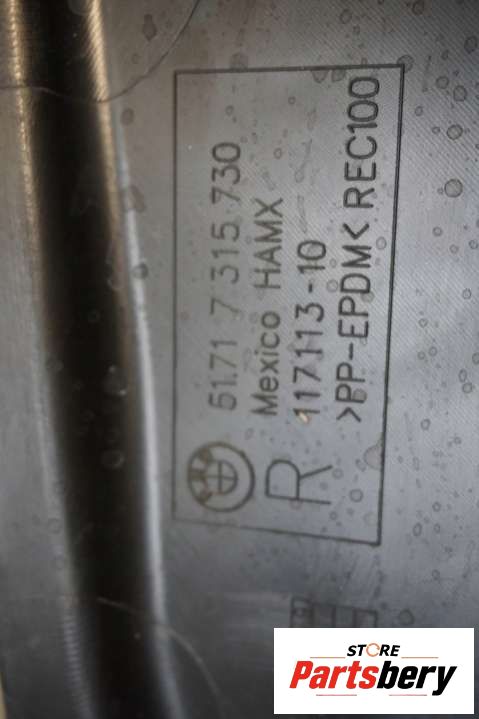 51.71 7 315 730
Mexico HAMX
117113-10
R
>PP-EPDM< REC100
STORE
Partsbery